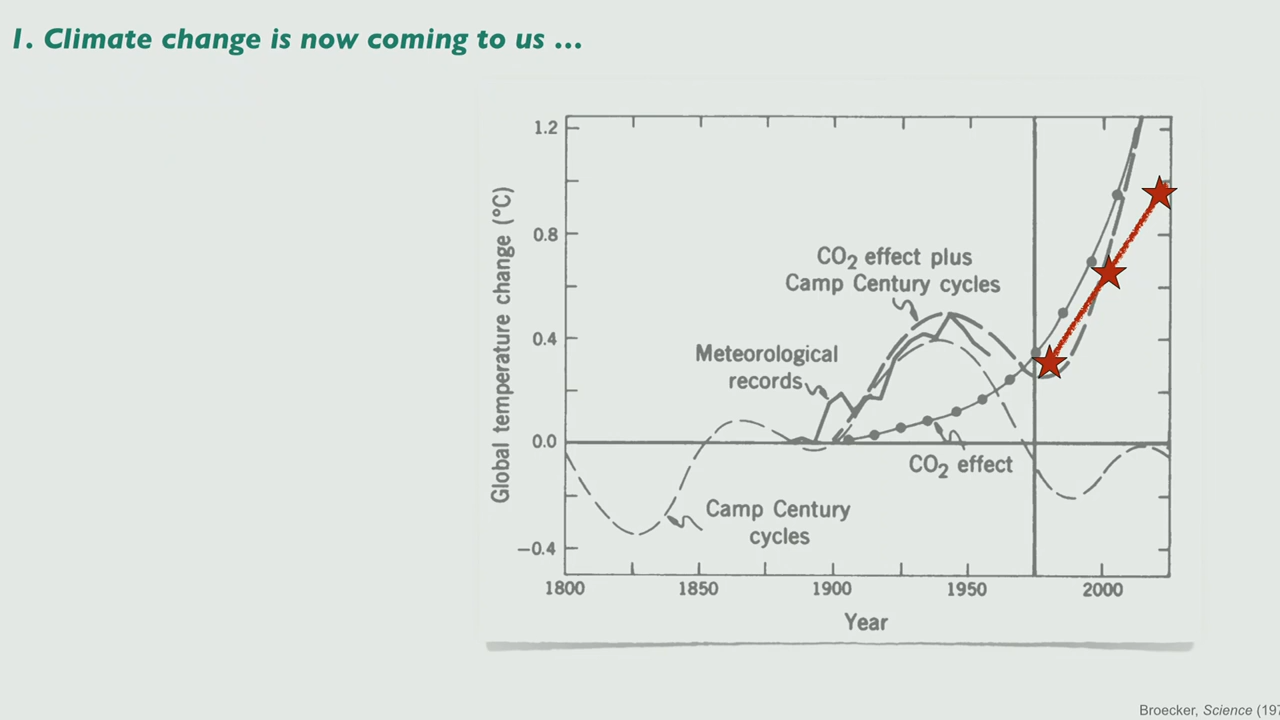 1. Climate change is now coming to us ...
1.2
0.8
0.4
0.0
−0.4
Global temperature change (°C)
CO2 effect plus
Camp Century cycles
Meteorological
records
CO2 effect
Camp Century
cycles
1800
1850
1900
1950
2000
Year
Broecker, Science (197